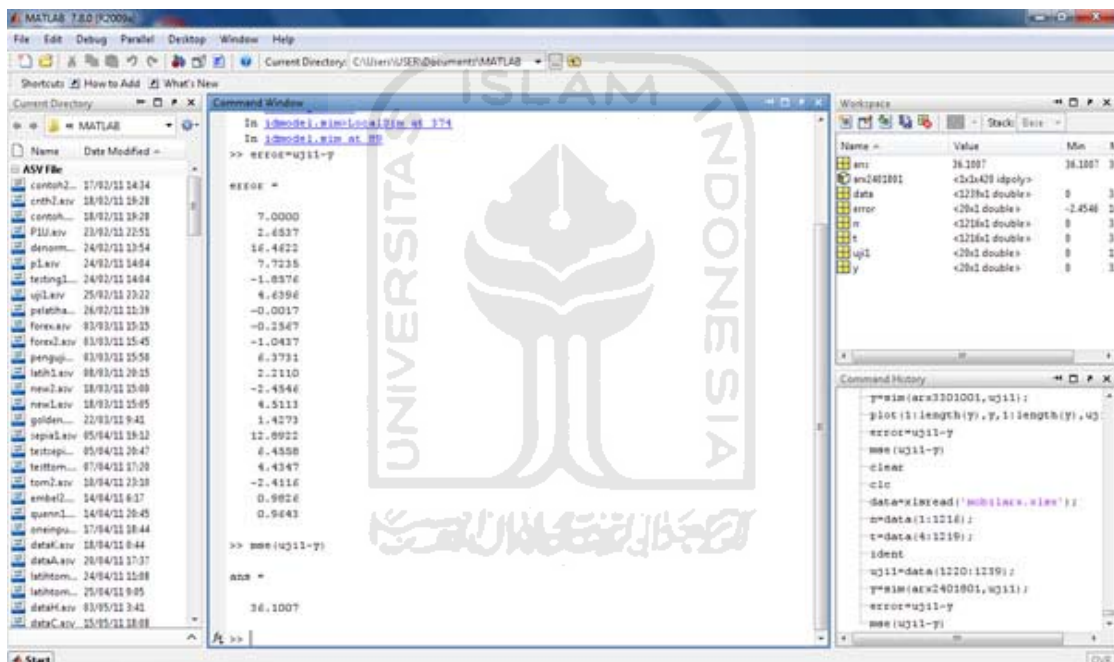 MATLAB 7.8.0 (R2009a)
File Edit Debug Parallel Desktop Window Help
Current Directory: C:\Users\USER\Documents\MATLAB
Shortcuts How to Add What's New
Current Directory
MATLAB
Name Date Modified
ASV File
contoh2... 17/02/11 14:34
cnth2.asv 18/02/11 19:28
contoh... 18/02/11 19:28
P1U.asv 23/02/11 22:51
denorm... 24/02/11 13:54
p1.asv 24/02/11 14:04
testing1... 24/02/11 14:04
uji1.asv 25/02/11 23:22
pelatiha... 26/02/11 11:39
forex.asv 03/03/11 15:15
forex2.asv 03/03/11 15:45
penguji... 03/03/11 15:50
latih1.asv 08/03/11 20:15
new2.asv 18/03/11 15:00
new1.asv 18/03/11 15:05
golden... 22/03/11 9:41
sepia1.asv 05/04/11 19:12
testsepi... 05/04/11 20:47
testtom... 07/04/11 17:20
tom2.asv 10/04/11 23:10
embel2... 14/04/11 6:17
quenn1... 14/04/11 20:45
oneinpu... 17/04/11 18:44
dataK.asv 18/04/11 0:44
dataA.asv 20/04/11 17:37
latihtom... 24/04/11 11:08
latihtom... 25/04/11 9:05
dataH.asv 03/05/11 3:41
dataC.asv 15/05/11 18:08
Start
Command Window
In idmodel.sim>LocalSim at 374
In idmodel.sim at
>> error=uji1-y
error =
7.0000
2.6537
16.4622
7.7235
-1.8576
4.6396
-0.0017
-0.2567
-1.0437
6.3731
2.2110
-2.4546
4.5113
1.4273
12.8922
6.4558
4.4347
-2.4116
0.9826
0.9643
>> mse(uji1-y)
ans =
36.1007
fx >>
Workspace
Stack: Base
Name Value Min
ans 36.1007 36.1007
arx2401801 <1x1x420 idpoly>
data <1239x1 double> 0
error <20x1 double> -2.4546
n <1216x1 double> 0
t <1216x1 double> 0
uji1 <20x1 double> 0
y <20x1 double> 0
Command History
y=sim(arx3301001,uji1);
plot(1:length(y),y,1:length(y),uj
error=uji1-y
mse(uji1-y)
clear
clc
data=xlsread('mobilarx.xlsx');
n=data(1:1216);
t=data(4:1219);
ident
uji1=data(1220:1239);
y=sim(arx2401801,uji1);
error=uji1-y
mse(uji1-y)
OVR
ISLAM
UNIVERSITAS
INDONESIA